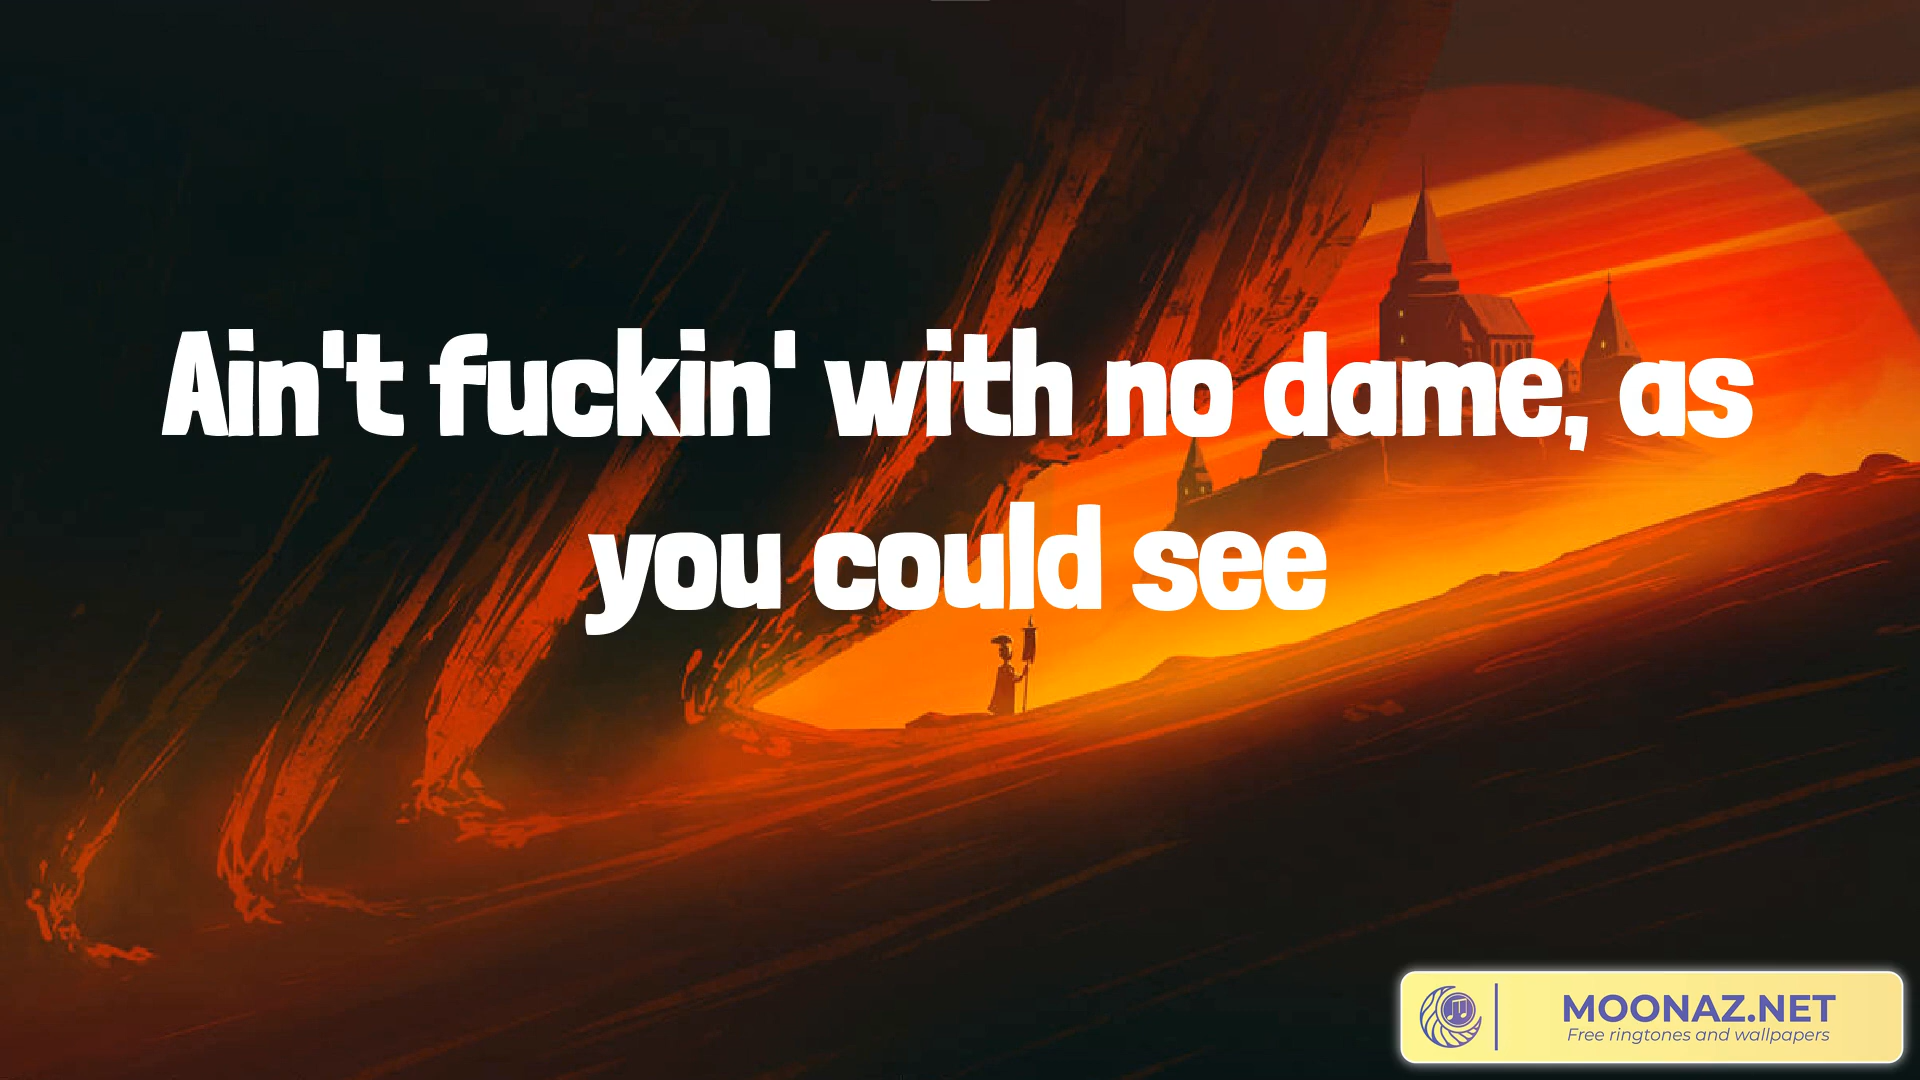 Ain't fuckin' with no dame, as
you could see
MOONAZ.NET
Free ringtones and wallpapers